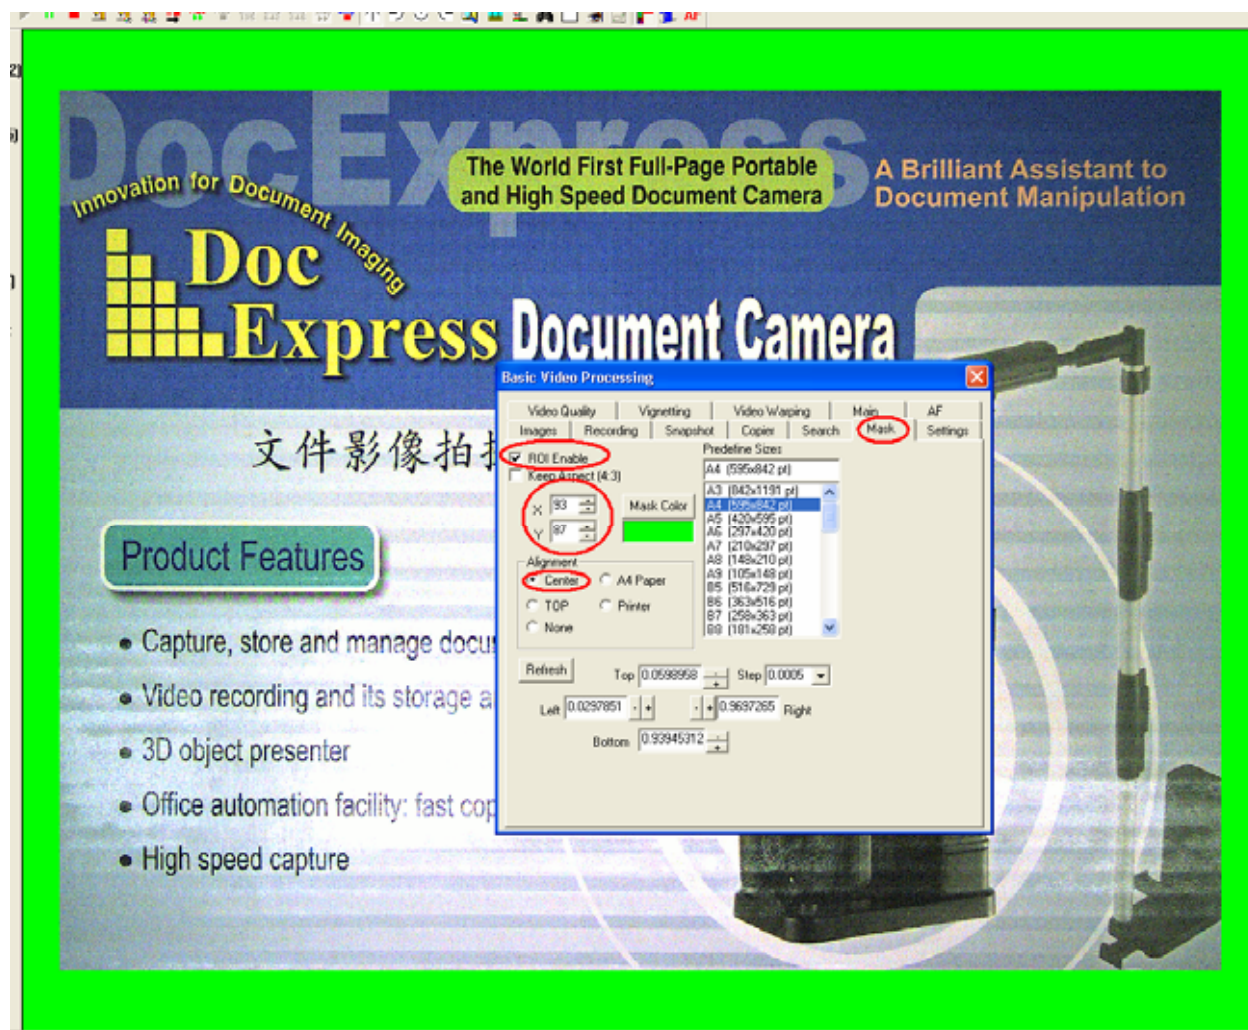 DocExpress
The World First Full-Page Portable
and High Speed Document Camera
A Brilliant Assistant to
Document Manipulation
Innovation for Document Imaging
Doc
Express
Document Camera
文件影像拍
Product Features
• Capture, store and manage docu
• Video recording and its storage a
• 3D object presenter
• Office automation facility: fast cop
• High speed capture
Basic Video Processing
Video Quality Vignetting Video Warping Main AF
Images Recording Snapshot Copier Search Mask Settings
ROI Enable
Keep Aspect (4:3)
X 93
Y 87
Mask Color
Alignment
Center A4 Paper
TOP Printer
None
Predefine Sizes
A4 (595x842 pt)
A3 (842x1191 pt)
A4 (595x842 pt)
A5 (420x595 pt)
A6 (297x420 pt)
A7 (210x297 pt)
A8 (148x210 pt)
A9 (105x148 pt)
B5 (516x729 pt)
B6 (363x516 pt)
B7 (258x363 pt)
B8 (181x258 pt)
Refresh
Top 0.0598958 Step 0.0005
Left 0.0297851 - + - + 0.9697265 Right
Bottom 0.93945312
AF